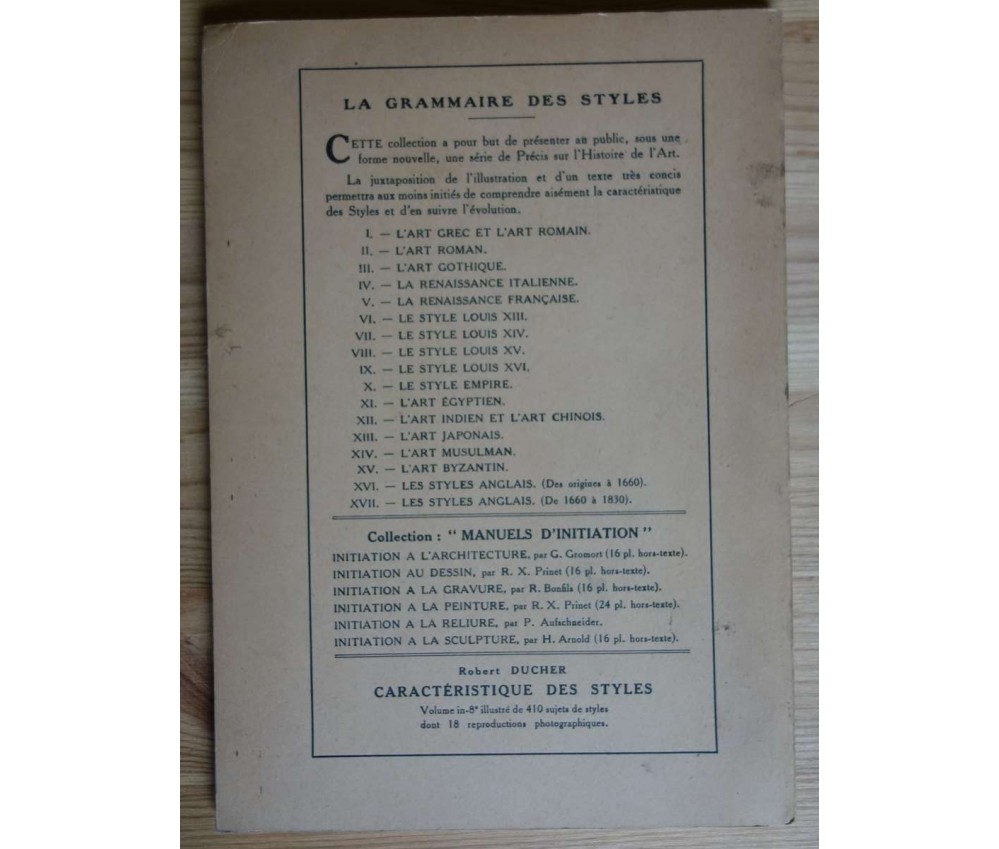 LA GRAMMAIRE DES STYLES
CETTE collection a pour but de présenter au public, sous une
forme nouvelle, une série de Précis sur l'Histoire de l'Art.
La juxtaposition de l'illustration et d'un texte très concis
permettra aux moins initiés de comprendre aisément la caractéristique
des Styles et d'en suivre l'évolution.
I. — L'ART GREC ET L'ART ROMAIN.
II. — L'ART ROMAN.
III. — L'ART GOTHIQUE.
IV. — LA RENAISSANCE ITALIENNE.
V. — LA RENAISSANCE FRANÇAISE.
VI. — LE STYLE LOUIS XIII.
VII. — LE STYLE LOUIS XIV.
VIII. — LE STYLE LOUIS XV.
IX. — LE STYLE LOUIS XVI.
X. — LE STYLE EMPIRE.
XI. — L'ART ÉGYPTIEN.
XII. — L'ART INDIEN ET L'ART CHINOIS.
XIII. — L'ART JAPONAIS.
XIV. — L'ART MUSULMAN.
XV. — L'ART BYZANTIN.
XVI. — LES STYLES ANGLAIS. (Des origines à 1660).
XVII. — LES STYLES ANGLAIS. (De 1660 à 1830).
Collection : " MANUELS D'INITIATION "
INITIATION A L'ARCHITECTURE, par G. Gromort (16 pl. hors-texte).
INITIATION AU DESSIN, par R. X. Prinet (16 pl. hors-texte).
INITIATION A LA GRAVURE, par R. Bonfils (16 pl. hors-texte).
INITIATION A LA PEINTURE, par R. X. Prinet (24 pl. hors-texte).
INITIATION A LA RELIURE, par P. Aufschneider.
INITIATION A LA SCULPTURE, par H. Arnold (16 pl. hors-texte).
Robert DUCHER
CARACTÉRISTIQUE DES STYLES
Volume in-8° illustré de 410 sujets de styles
dont 18 reproductions photographiques.